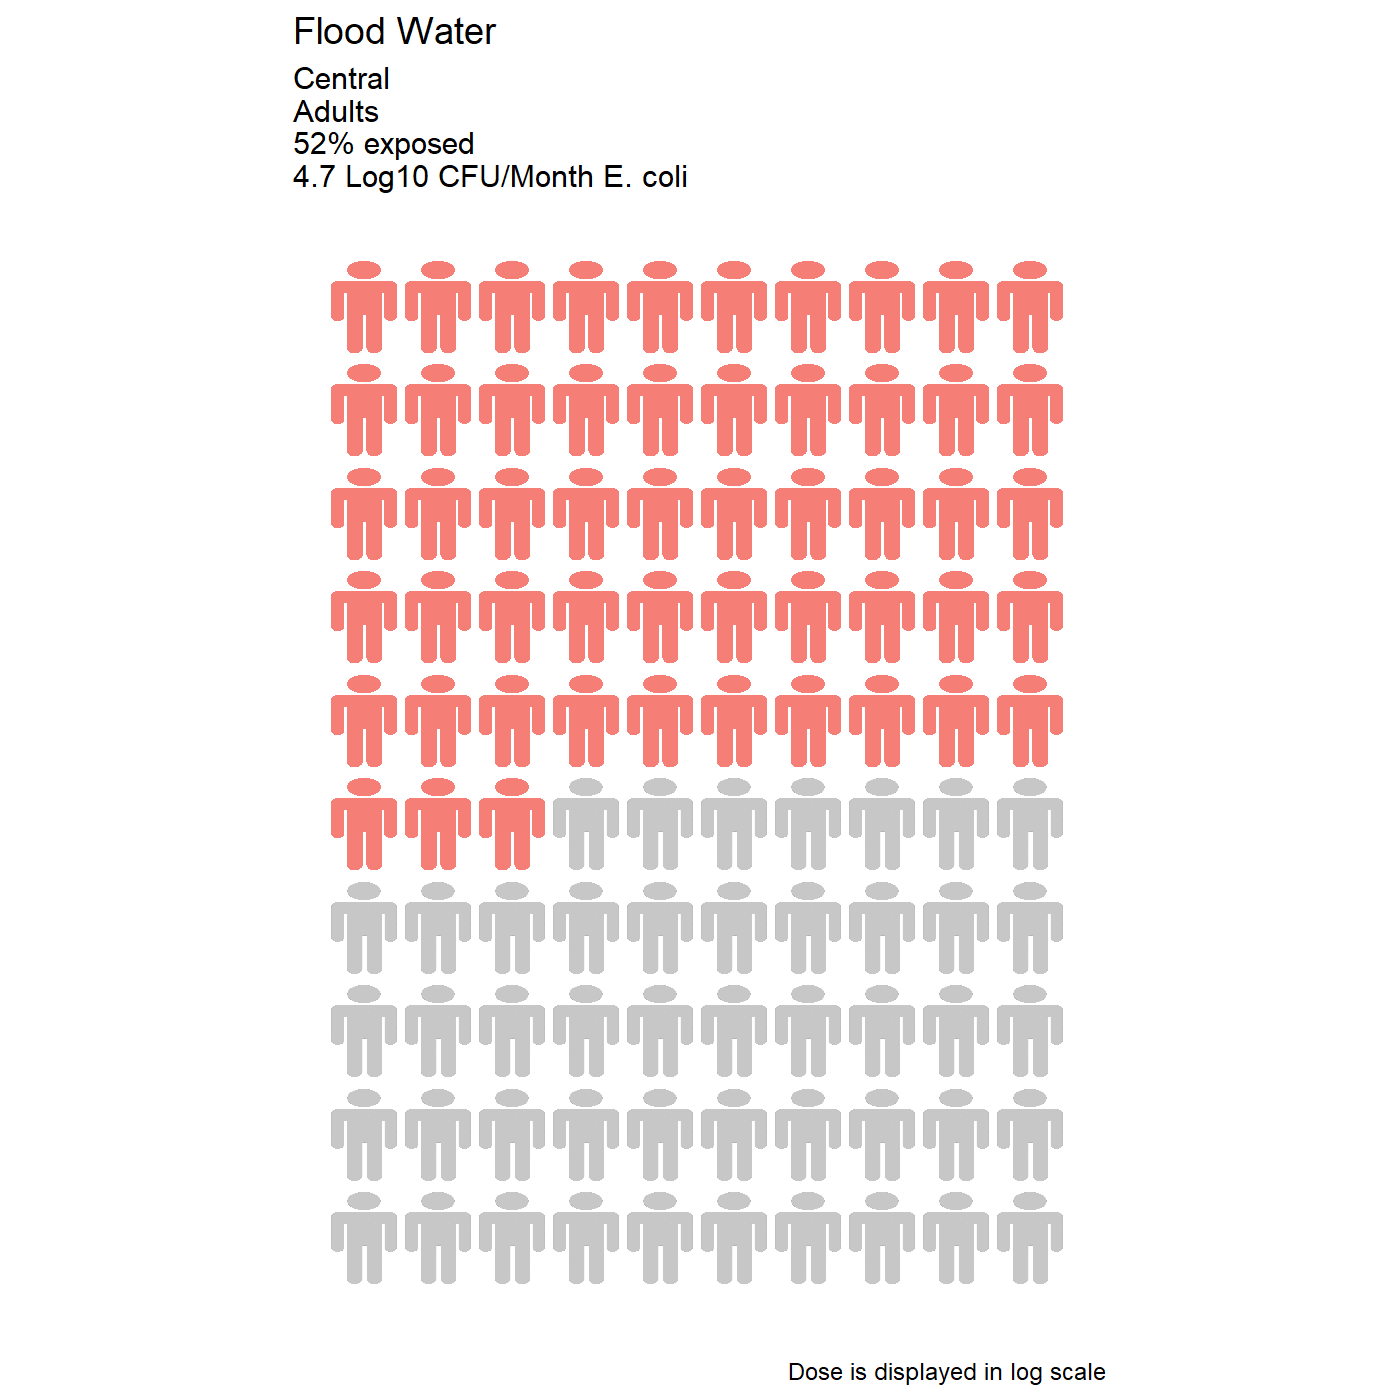 Flood Water
Central
Adults
52% exposed
4.7 Log10 CFU/Month E. coli
Dose is displayed in log scale